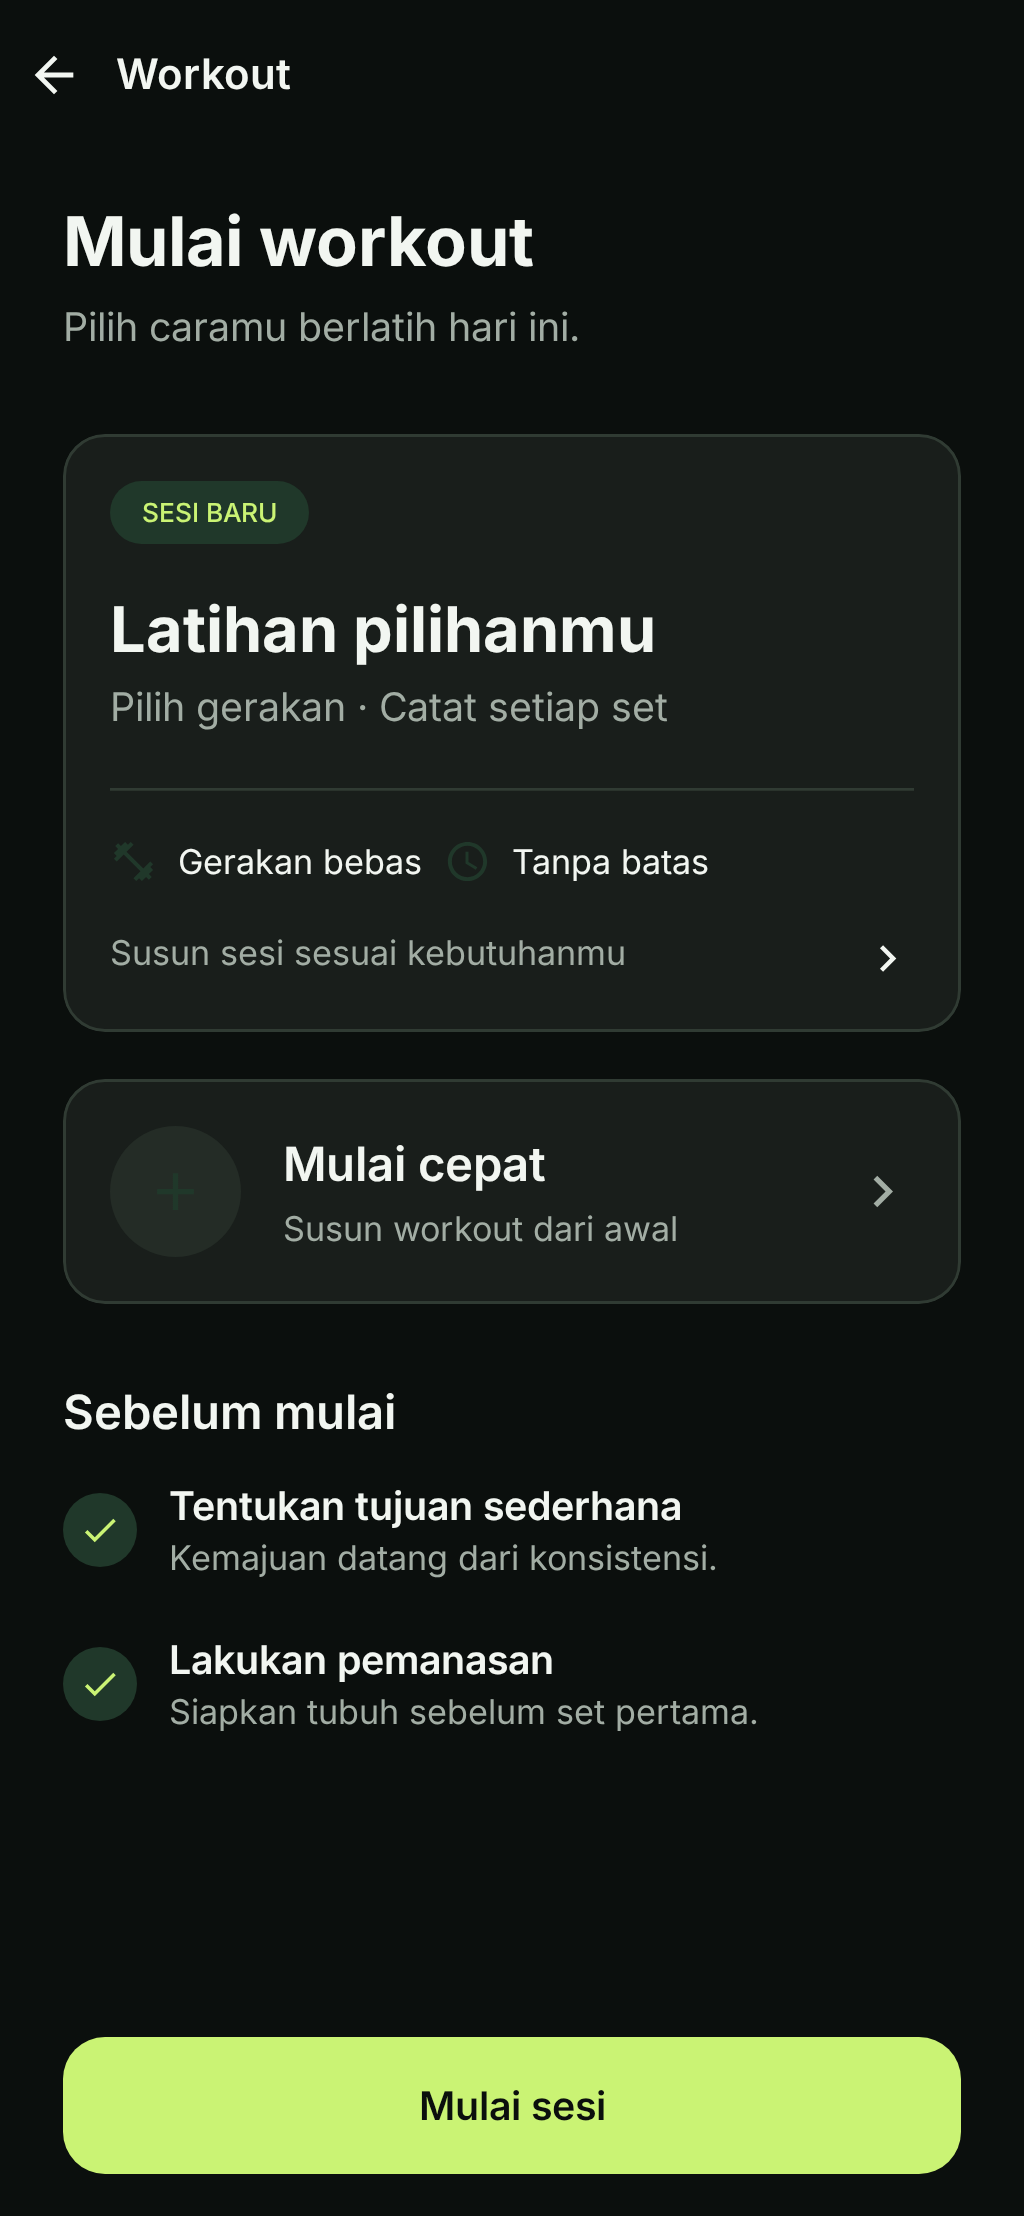 Workout
Mulai workout
Pilih caramu berlatih hari ini.
SESI BARU
Latihan pilihanmu
Pilih gerakan · Catat setiap set
Gerakan bebas
Tanpa batas
Susun sesi sesuai kebutuhanmu
Mulai cepat
Susun workout dari awal
Sebelum mulai
Tentukan tujuan sederhana
Kemajuan datang dari konsistensi.
Lakukan pemanasan
Siapkan tubuh sebelum set pertama.
Mulai sesi